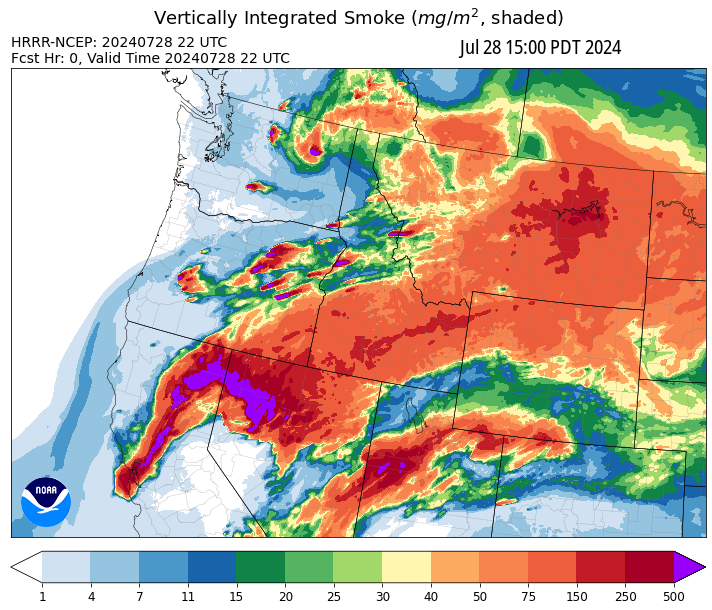 Vertically Integrated Smoke (mg/m², shaded)
HRRR-NCEP: 20240728 22 UTC
Jul 28 15:00 PDT 2024
Fcst Hr: 0, Valid Time 20240728 22 UTC
NOAA
1 4 7 11 15 20 25 30 40 50 75 150 250 500